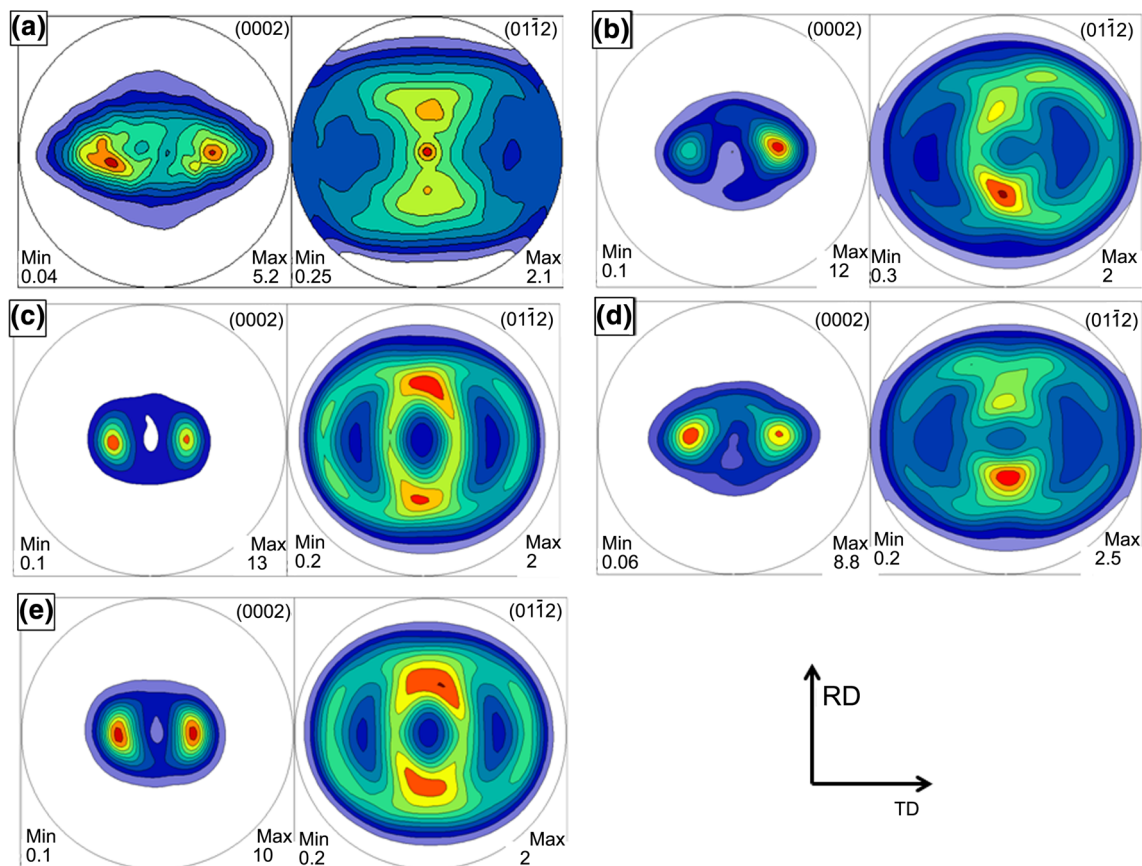 (a)
(0002)
(011̄2)
Min
0.04
Max
5.2
Min
0.25
Max
2.1
(b)
(0002)
(011̄2)
Min
0.1
Max
12
Min
0.3
Max
2
(c)
(0002)
(011̄2)
Min
0.1
Max
13
Min
0.2
Max
2
(d)
(0002)
(011̄2)
Min
0.06
Max
8.8
Min
0.2
Max
2.5
(e)
(0002)
(011̄2)
Min
0.1
Max
10
Min
0.2
Max
2
RD
TD